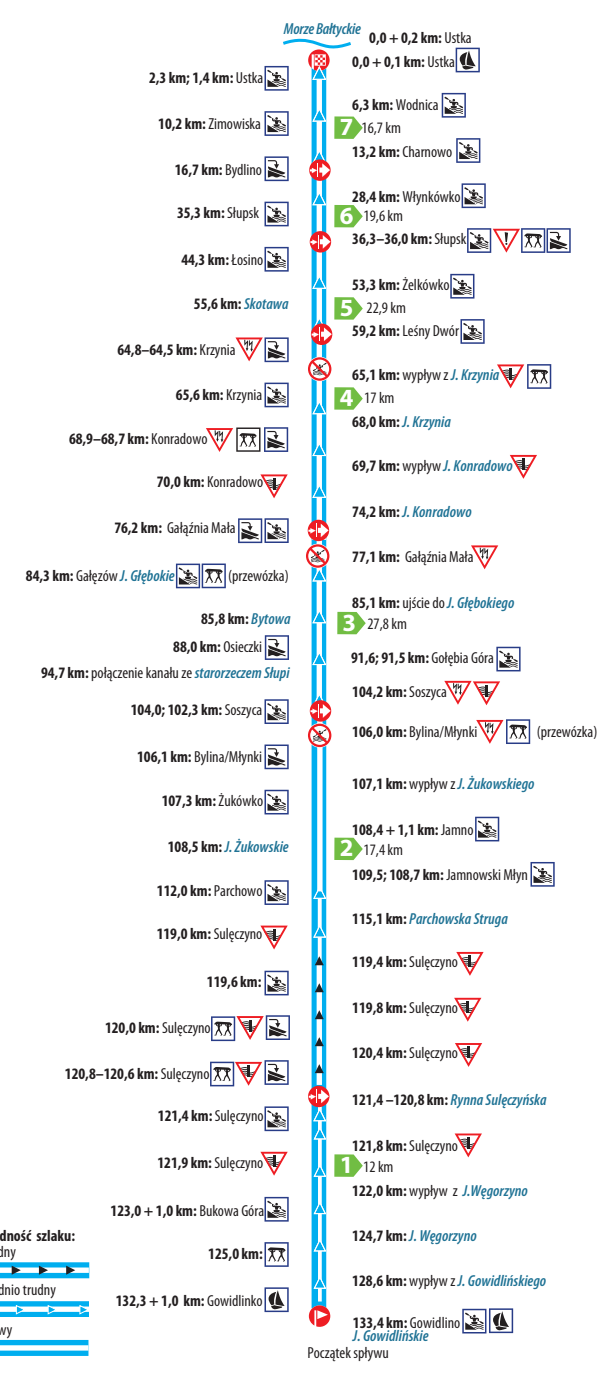 Morze Bałtyckie
0,0 + 0,2 km: Ustka
0,0 + 0,1 km: Ustka
2,3 km; 1,4 km: Ustka
6,3 km: Wodnica
10,2 km: Zimowiska
7 16,7 km
13,2 km: Charnowo
16,7 km: Bydlino
28,4 km: Włynkówko
35,3 km: Słupsk
6 19,6 km
36,3–36,0 km: Słupsk
44,3 km: Łosino
53,3 km: Żelkówko
55,6 km: Skotawa
5 22,9 km
59,2 km: Leśny Dwór
64,8–64,5 km: Krzynia
65,1 km: wypływ z J. Krzynia
65,6 km: Krzynia
4 17 km
68,0 km: J. Krzynia
68,9–68,7 km: Konradowo
69,7 km: wypływ J. Konradowo
70,0 km: Konradowo
74,2 km: J. Konradowo
76,2 km: Gałąźnia Mała
77,1 km: Gałąźnia Mała
84,3 km: Gałęzów J. Głębokie (przewózka)
85,1 km: ujście do J. Głębokiego
85,8 km: Bytowa
3 27,8 km
88,0 km: Osieczki
91,6; 91,5 km: Gołębia Góra
94,7 km: połączenie kanału ze starorzeczem Słupi
104,2 km: Soszyca
104,0; 102,3 km: Soszyca
106,0 km: Bylina/Młynki (przewózka)
106,1 km: Bylina/Młynki
107,1 km: wypływ z J. Żukowskiego
107,3 km: Żukówko
108,4 + 1,1 km: Jamno
108,5 km: J. Żukowskie
2 17,4 km
109,5; 108,7 km: Jamnowski Młyn
112,0 km: Parchowo
115,1 km: Parchowska Struga
119,0 km: Sulęczyno
119,4 km: Sulęczyno
119,6 km:
119,8 km: Sulęczyno
120,0 km: Sulęczyno
120,4 km: Sulęczyno
120,8–120,6 km: Sulęczyno
121,4 –120,8 km: Rynna Sulęczyńska
121,4 km: Sulęczyno
121,8 km: Sulęczyno
121,9 km: Sulęczyno
1 12 km
122,0 km: wypływ z J.Węgorzyno
123,0 + 1,0 km: Bukowa Góra
124,7 km: J. Węgorzyno
125,0 km:
128,6 km: wypływ z J. Gowidlińskiego
132,3 + 1,0 km: Gowidlinko
133,4 km: Gowidlino
J. Gowidlińskie
Początek spływu
dność szlaku:
dny
dnio trudny
wy